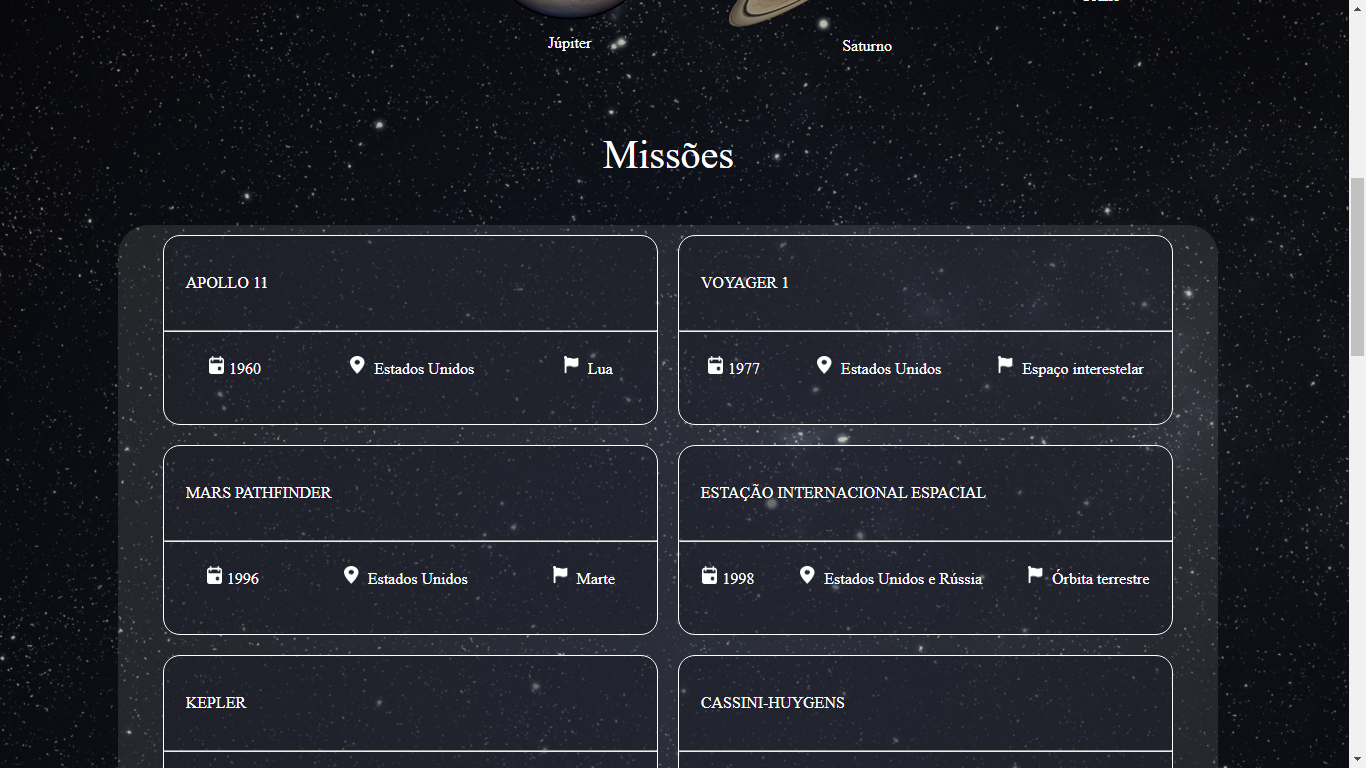 Júpiter
Saturno
Missões
APOLLO 11
VOYAGER 1
1960 Estados Unidos Lua
1977 Estados Unidos Espaço interestelar
MARS PATHFINDER
ESTAÇÃO INTERNACIONAL ESPACIAL
1996 Estados Unidos Marte
1998 Estados Unidos e Rússia Órbita terrestre
KEPLER
CASSINI-HUYGENS